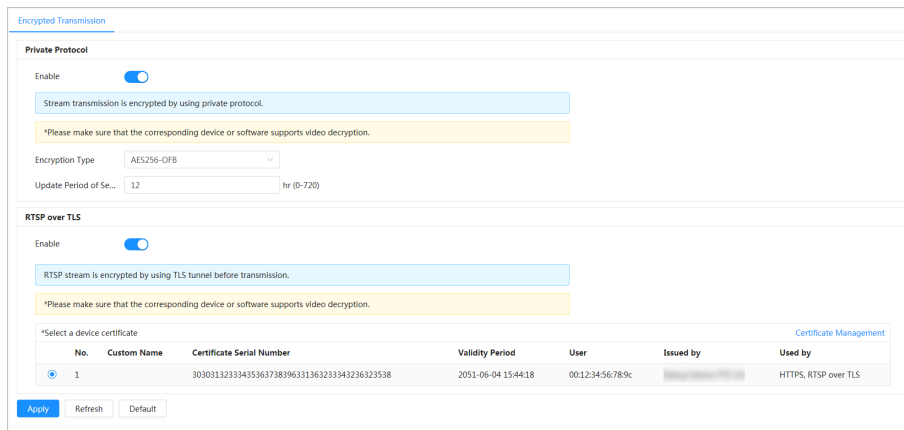 Encrypted Transmission
Private Protocol
Enable
Stream transmission is encrypted by using private protocol.
*Please make sure that the corresponding device or software supports video decryption.
Encryption Type AES256-OFB
Update Period of Se... 12 hr (0-720)
RTSP over TLS
Enable
RTSP stream is encrypted by using TLS tunnel before transmission.
*Please make sure that the corresponding device or software supports video decryption.
*Select a device certificate Certificate Management
No. Custom Name Certificate Serial Number Validity Period User Issued by Used by
1 30303132333435363738396331363233343236323538 2051-06-04 15:44:18 00:12:34:56:78:9c HTTPS, RTSP over TLS
Apply Refresh Default